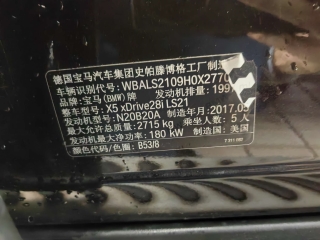 德国宝马汽车集团史帕滕博格工厂制造
车辆识别代号: WBALS2109H0X2770
品牌: 宝马(BMW)牌 发动机排量: 199
整车型号: X5 xDrive28i LS21
发动机型号: N20B20A 制造年月: 2017.05
最大允许总质量: 2715 kg 乘坐人数: 5 人
发动机最大净功率: 180 kW 制造国: 美国
颜色代码/色圈: B53/8